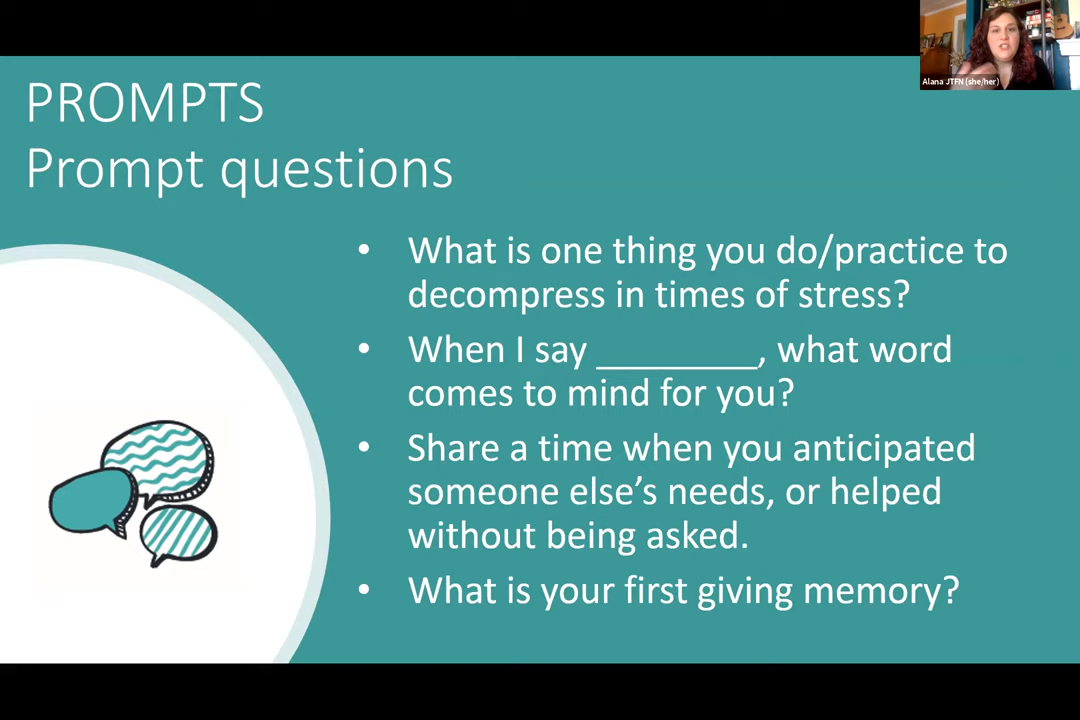 Alana JTFN (she/her)
PROMPTS
Prompt questions
• What is one thing you do/practice to
decompress in times of stress?
• When I say ________, what word
comes to mind for you?
• Share a time when you anticipated
someone else’s needs, or helped
without being asked.
• What is your first giving memory?